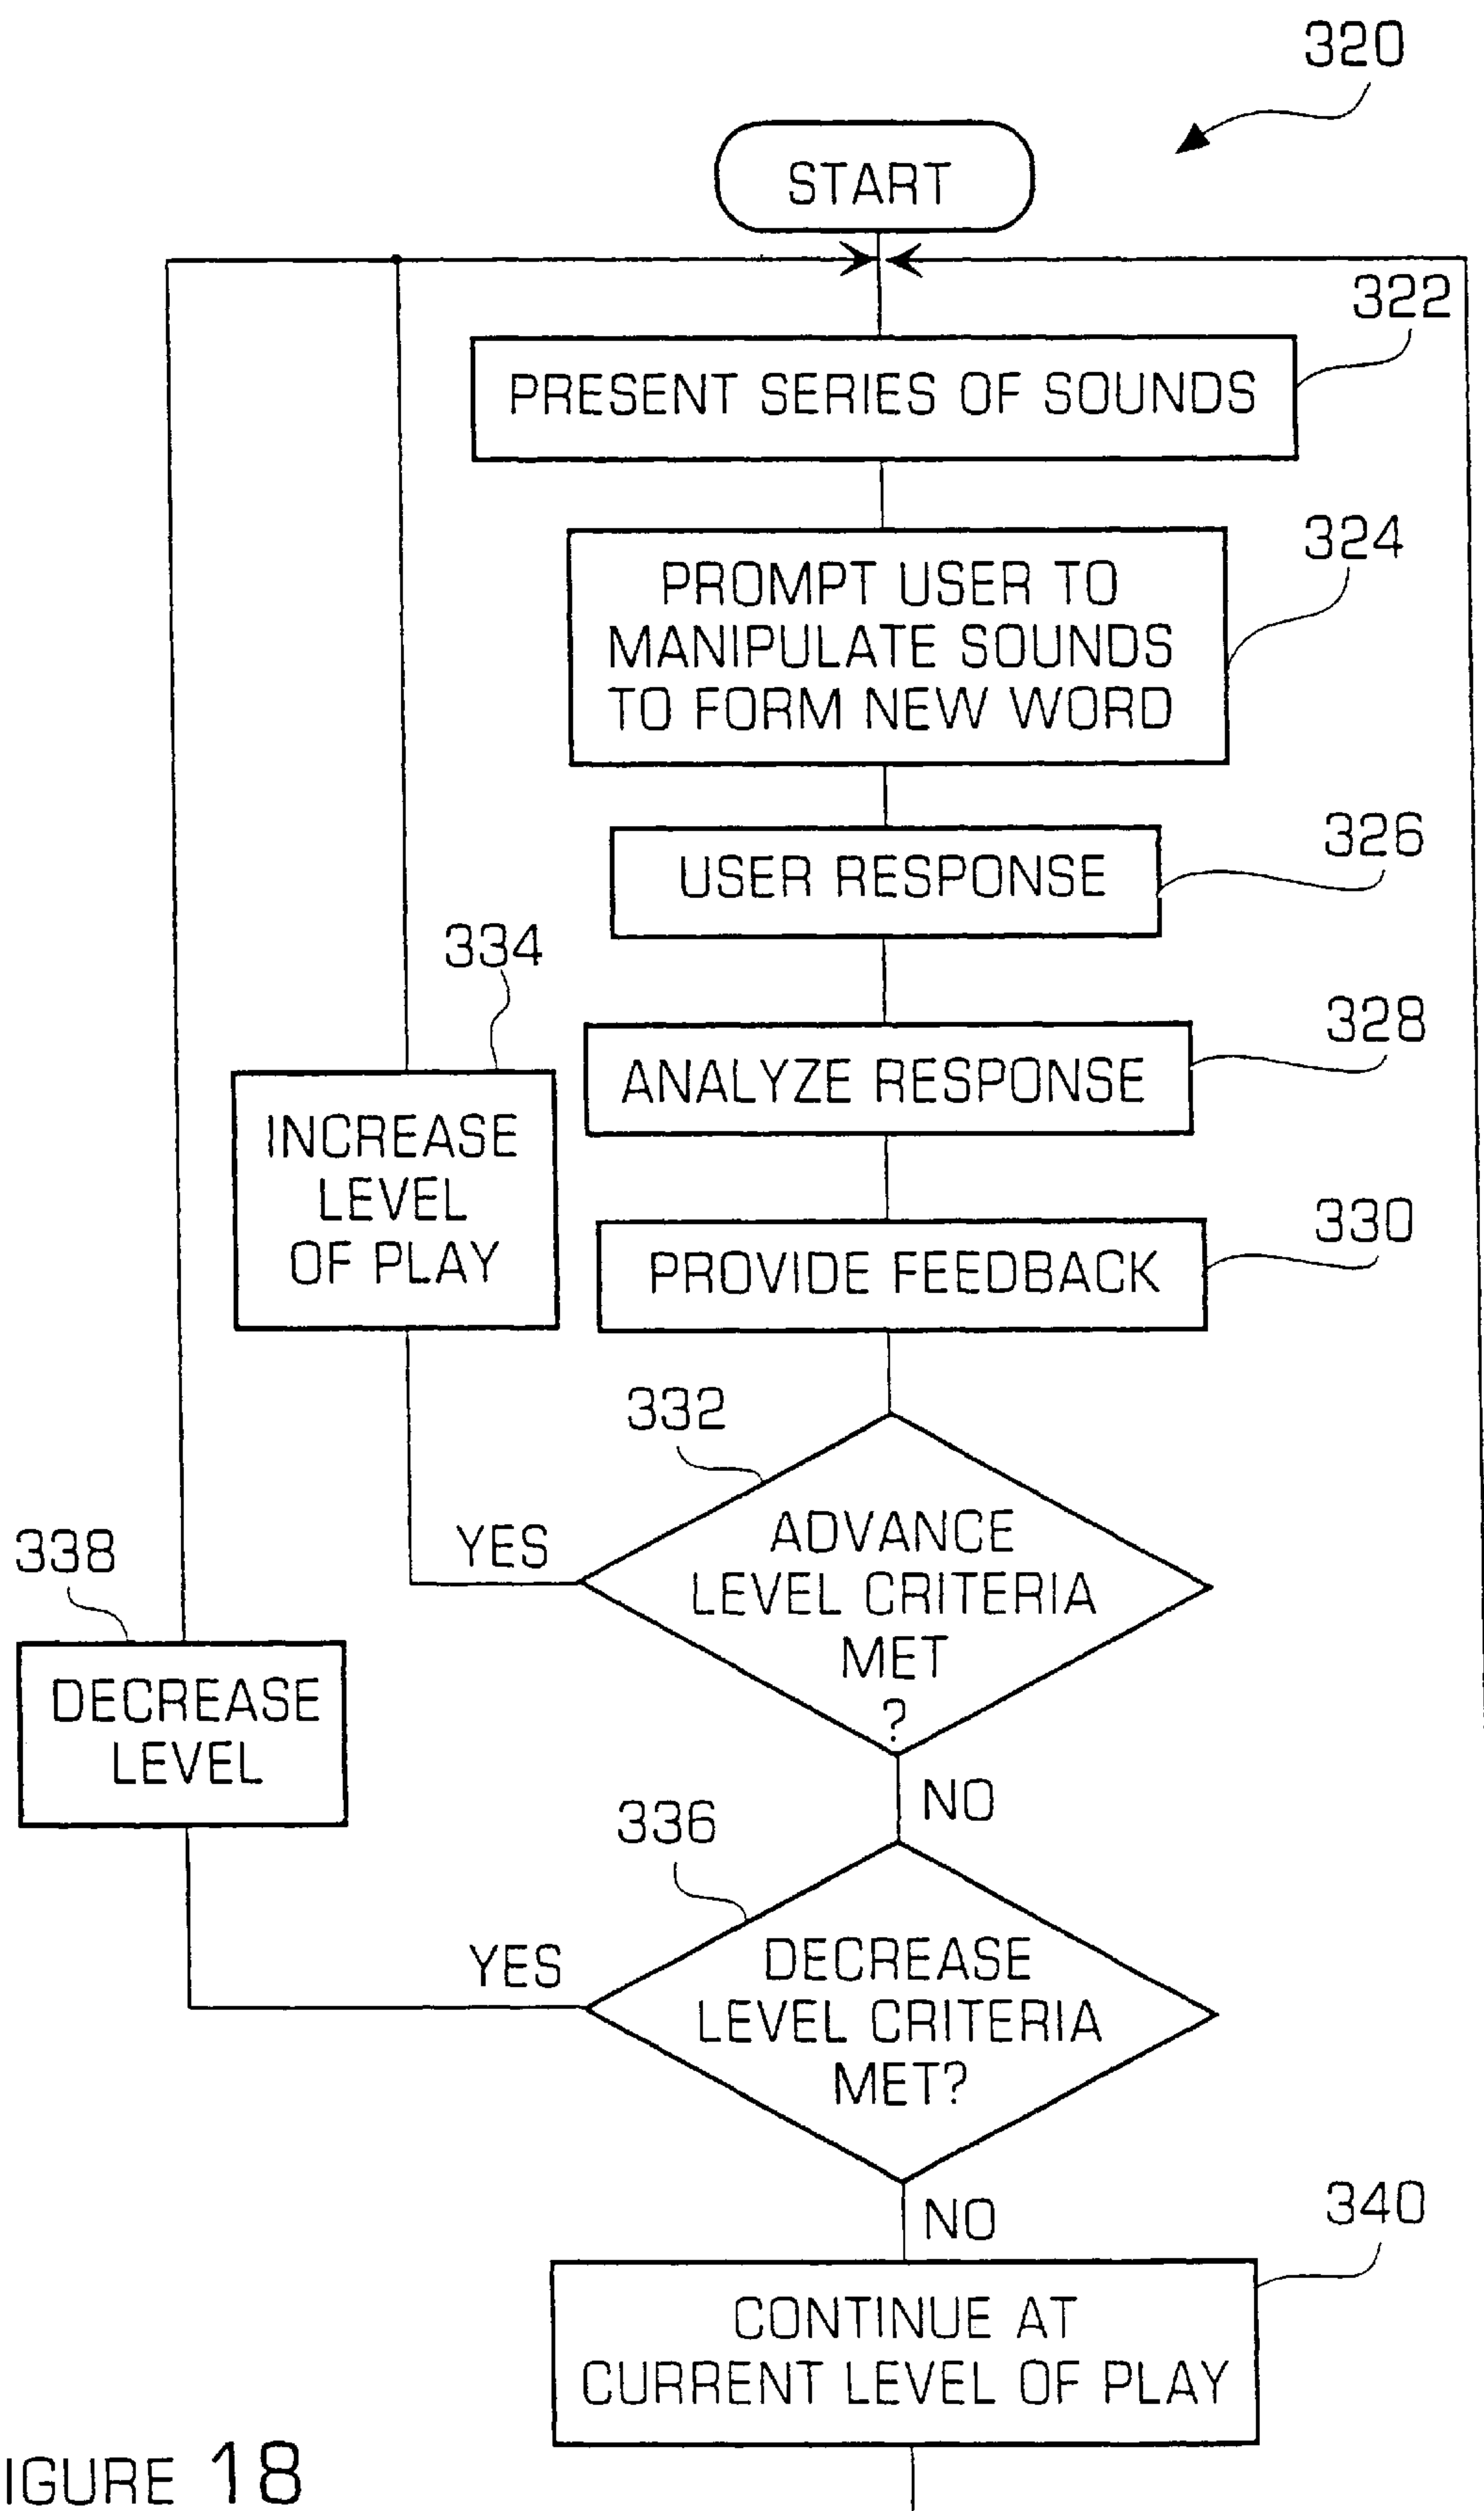 320
START
322
PRESENT SERIES OF SOUNDS
324
PROMPT USER TO
MANIPULATE SOUNDS
TO FORM NEW WORD
326
USER RESPONSE
334
328
ANALYZE RESPONSE
INCREASE
LEVEL
OF PLAY
330
PROVIDE FEEDBACK
332
ADVANCE
LEVEL CRITERIA
MET
?
YES
338
DECREASE
LEVEL
NO
336
YES
DECREASE
LEVEL CRITERIA
MET?
NO
340
CONTINUE AT
CURRENT LEVEL OF PLAY
IGURE 18